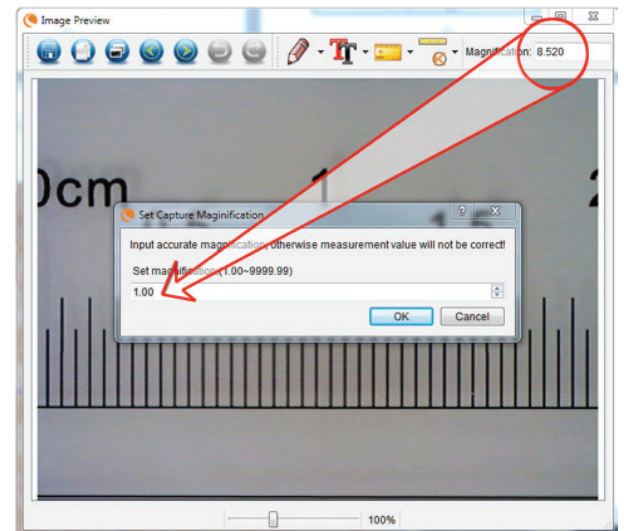 Image Preview
Magnification: 8.520
0cm 1 2
Set Capture Maginification
Input accurate magnification, otherwise measurement value will not be correct!
Set magnification (1.00~9999.99)
1.00
OK Cancel
100%